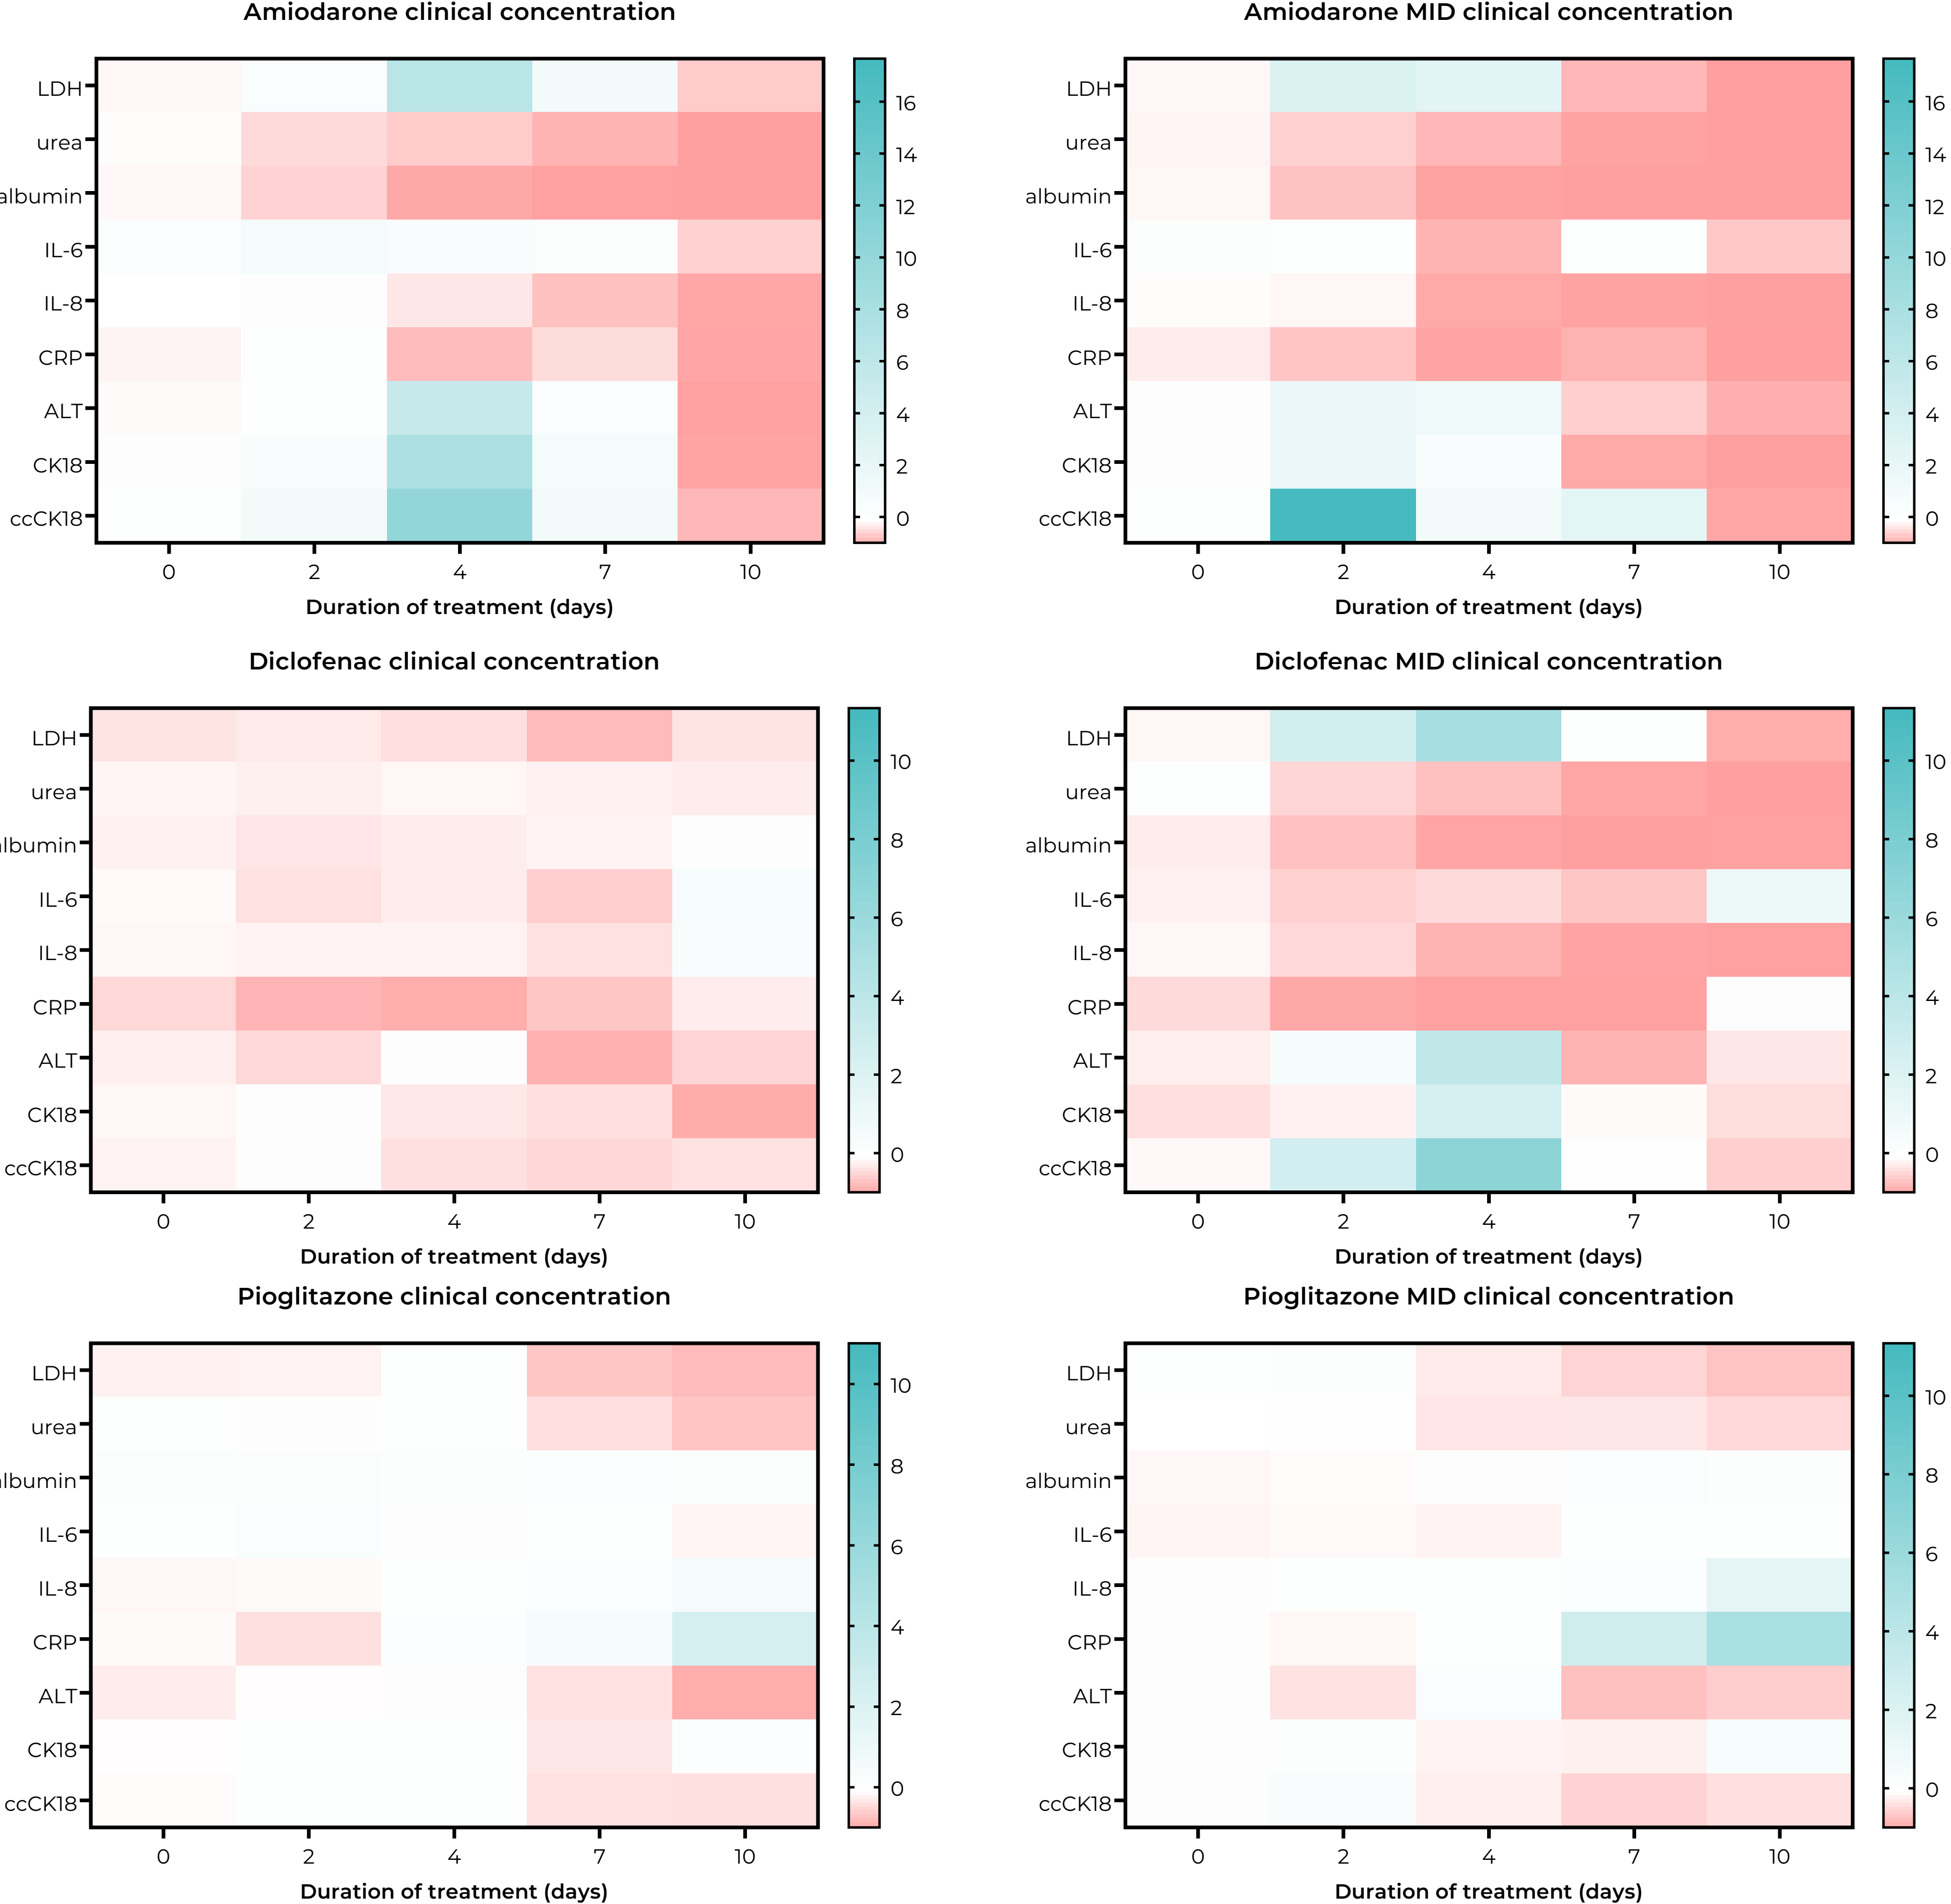 Amiodarone clinical concentration
LDH
urea
albumin
IL-6
IL-8
CRP
ALT
CK18
ccCK18
0 2 4 7 10
Duration of treatment (days)
16
14
12
10
8
6
4
2
0
Amiodarone MID clinical concentration
LDH
urea
albumin
IL-6
IL-8
CRP
ALT
CK18
ccCK18
0 2 4 7 10
Duration of treatment (days)
16
14
12
10
8
6
4
2
0
Diclofenac clinical concentration
LDH
urea
lbumin
IL-6
IL-8
CRP
ALT
CK18
ccCK18
0 2 4 7 10
Duration of treatment (days)
10
8
6
4
2
0
Diclofenac MID clinical concentration
LDH
urea
albumin
IL-6
IL-8
CRP
ALT
CK18
ccCK18
0 2 4 7 10
Duration of treatment (days)
10
8
6
4
2
0
Pioglitazone clinical concentration
LDH
urea
lbumin
IL-6
IL-8
CRP
ALT
CK18
ccCK18
0 2 4 7 10
Duration of treatment (days)
10
8
6
4
2
0
Pioglitazone MID clinical concentration
LDH
urea
albumin
IL-6
IL-8
CRP
ALT
CK18
ccCK18
0 2 4 7 10
Duration of treatment (days)
10
8
6
4
2
0